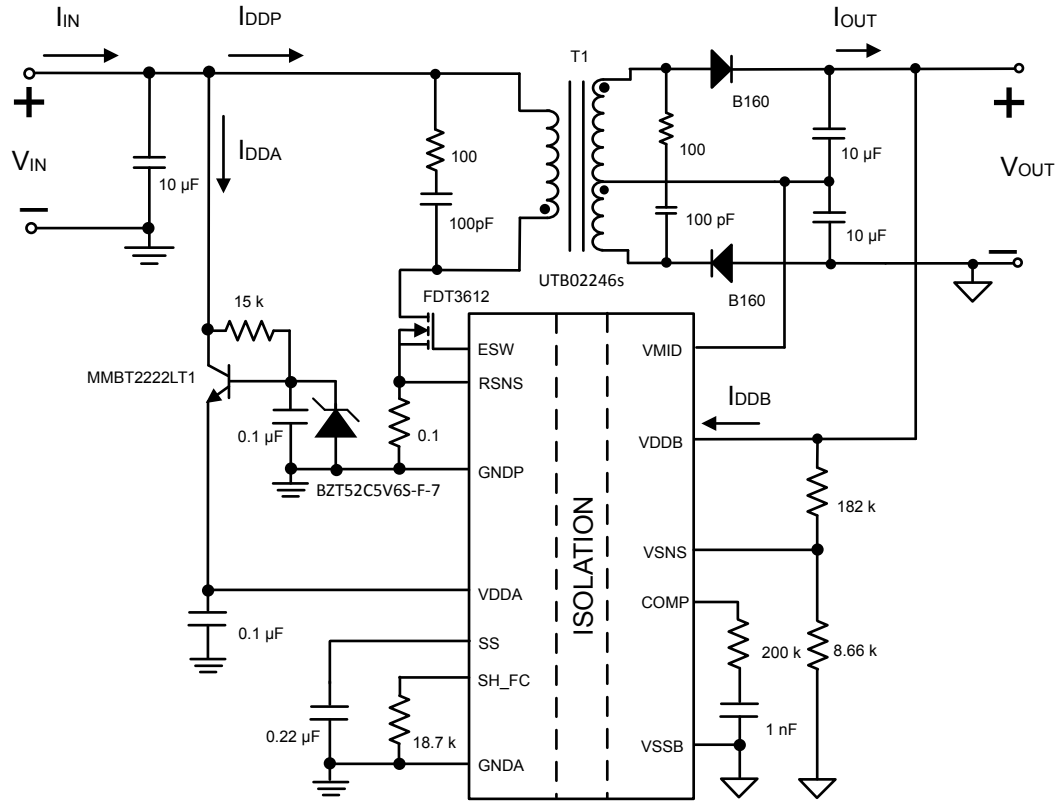 IIN
IDDP
IOUT
T1
+
B160
+
VIN
10 µF
IDDA
100
100pF
100
100 pF
10 µF
10 µF
VOUT
−
−
UTB02246s
B160
FDT3612
15 k
MMBT2222LT1
ESW
VMID
RSNS
0.1 µF
0.1
IDDB
VDDB
BZT52C5V6S-F-7
GNDP
182 k
ISOLATION
VSNS
VDDA
COMP
0.1 µF
SS
200 k
8.66 k
SH_FC
0.22 µF
18.7 k
1 nF
VSSB
GNDA